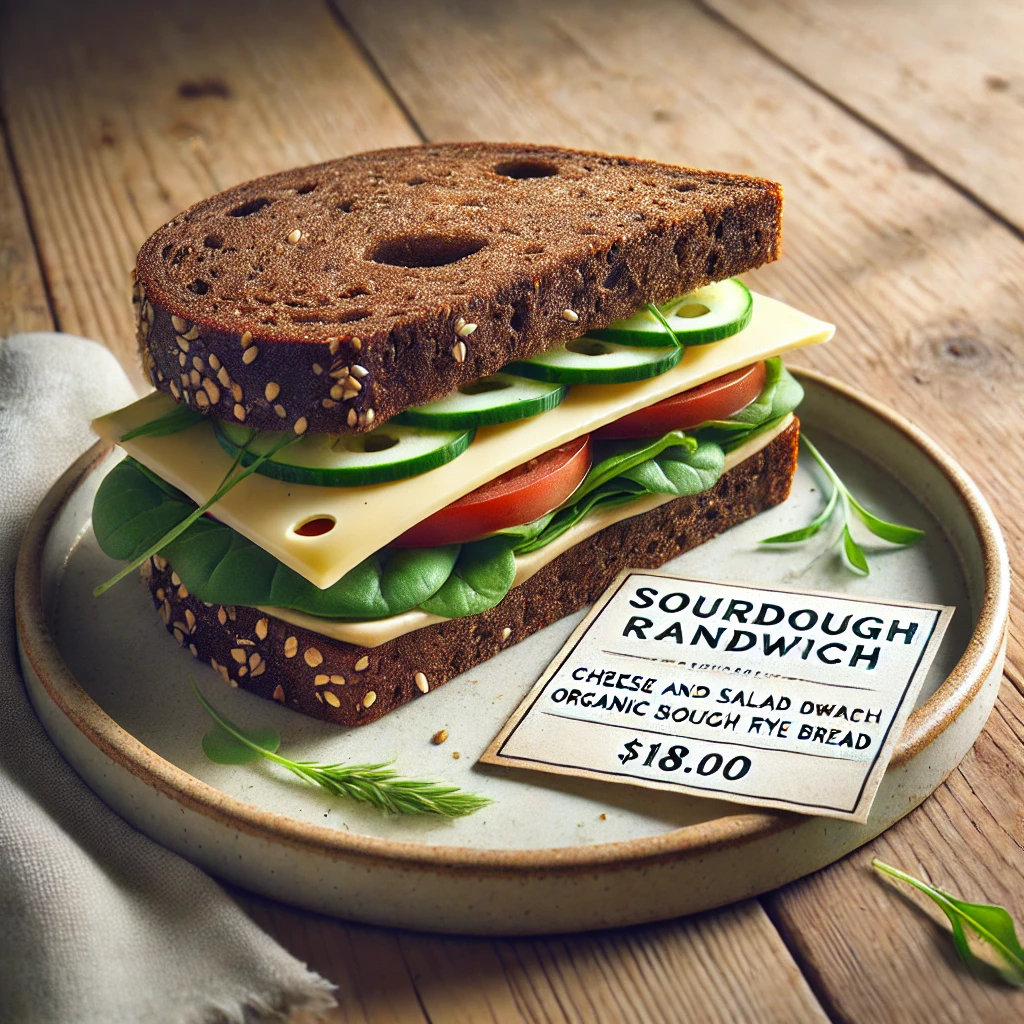 SOURDOUGH
RANDWICH
CHEESE AND SALAD DWACH
ORGANIC SOUGH RYE BREAD
$18.00